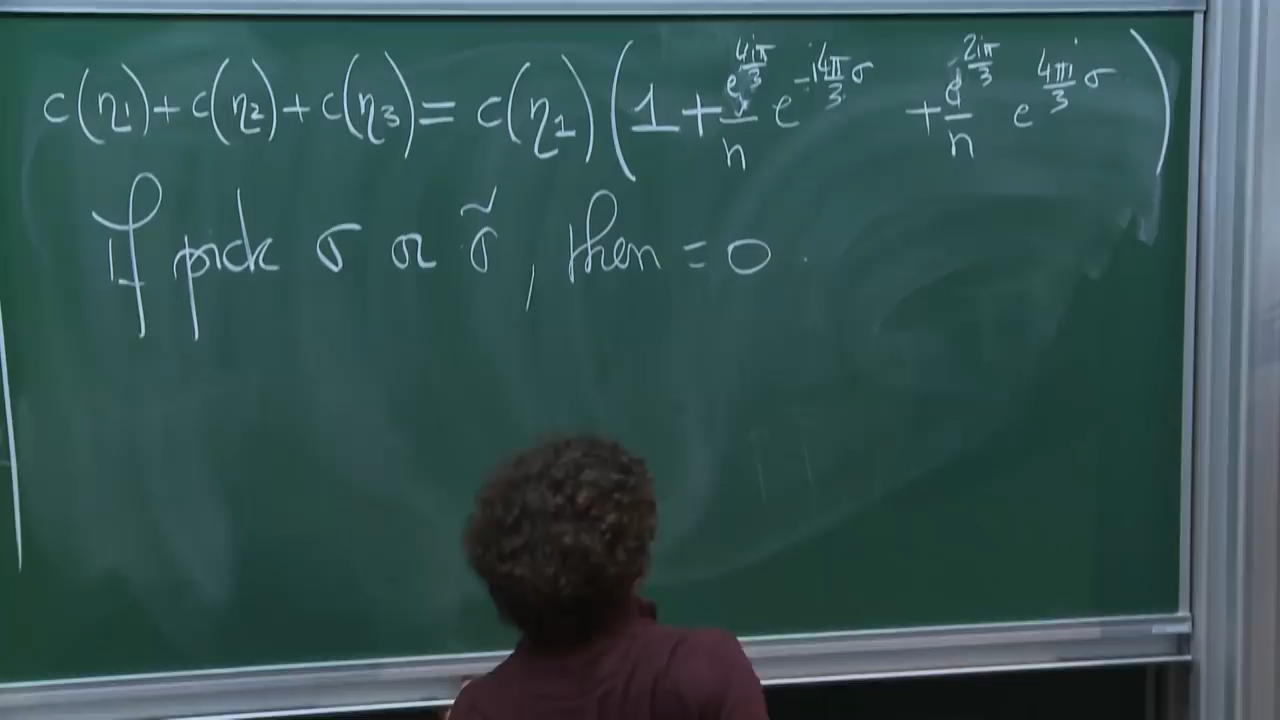 c(η₁)+c(η₂)+c(η₃)= c(η₁)(1+ e^{4iπ/3}/n e^{-i4π/3 σ} + e^{2iπ/3}/n e^{4πi/3 σ})
If pick σ or σ̃, then = 0.